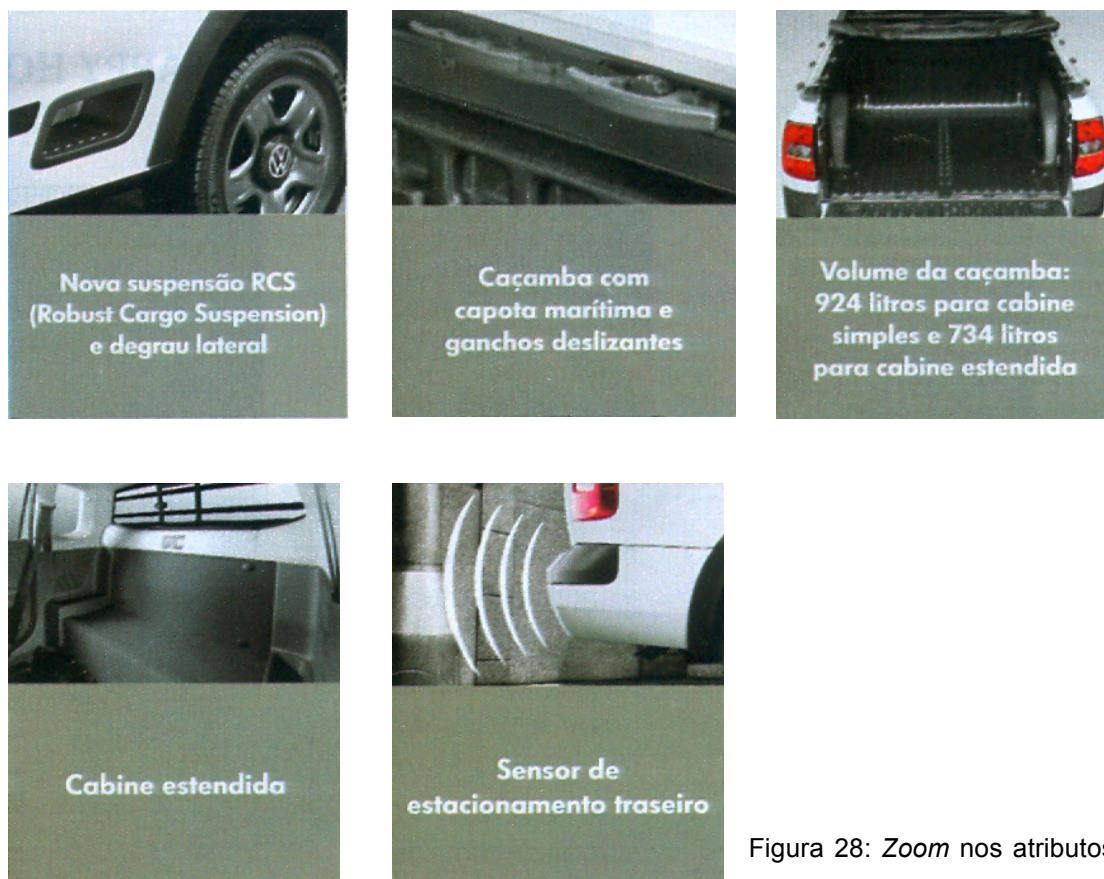 Nova suspensão RCS
(Robust Cargo Suspension)
e degrau lateral
Caçamba com
capota marítima e
ganchos deslizantes
Volume da caçamba:
924 litros para cabine
simples e 734 litros
para cabine estendida
Cabine estendida
Sensor de
estacionamento traseiro
Figura 28: Zoom nos atributos